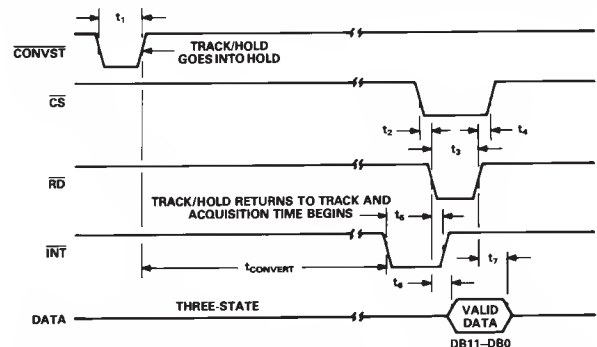 t1
CONVST
TRACK/HOLD
GOES INTO HOLD
CS
t2
t3
t4
RD
TRACK/HOLD RETURNS TO TRACK AND
ACQUISITION TIME BEGINS
t5
INT
tCONVERT
t6
t7
DATA
THREE-STATE
VALID
DATA
DB11–DB0